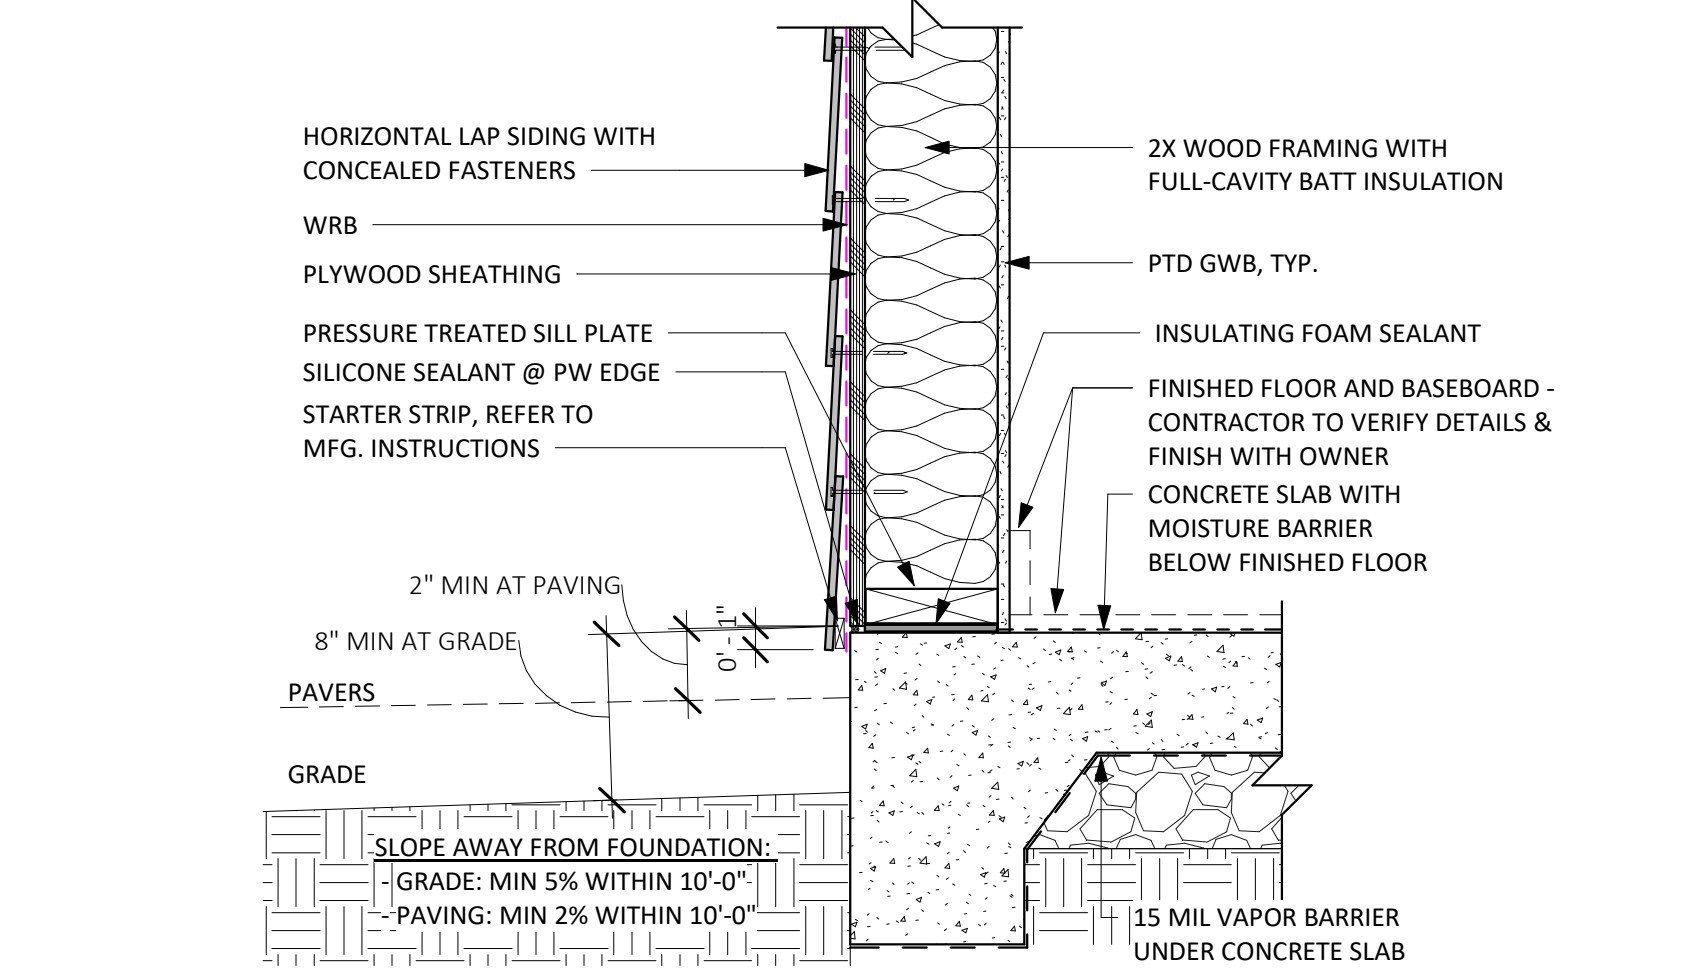 HORIZONTAL LAP SIDING WITH
CONCEALED FASTENERS
WRB
PLYWOOD SHEATHING
PRESSURE TREATED SILL PLATE
SILICONE SEALANT @ PW EDGE
STARTER STRIP, REFER TO
MFG. INSTRUCTIONS
2" MIN AT PAVING
8" MIN AT GRADE
0' - 1"
PAVERS
GRADE
SLOPE AWAY FROM FOUNDATION:
- GRADE: MIN 5% WITHIN 10'-0"
- PAVING: MIN 2% WITHIN 10'-0"
2X WOOD FRAMING WITH
FULL-CAVITY BATT INSULATION
PTD GWB, TYP.
INSULATING FOAM SEALANT
FINISHED FLOOR AND BASEBOARD -
CONTRACTOR TO VERIFY DETAILS &
FINISH WITH OWNER
CONCRETE SLAB WITH
MOISTURE BARRIER
BELOW FINISHED FLOOR
15 MIL VAPOR BARRIER
UNDER CONCRETE SLAB